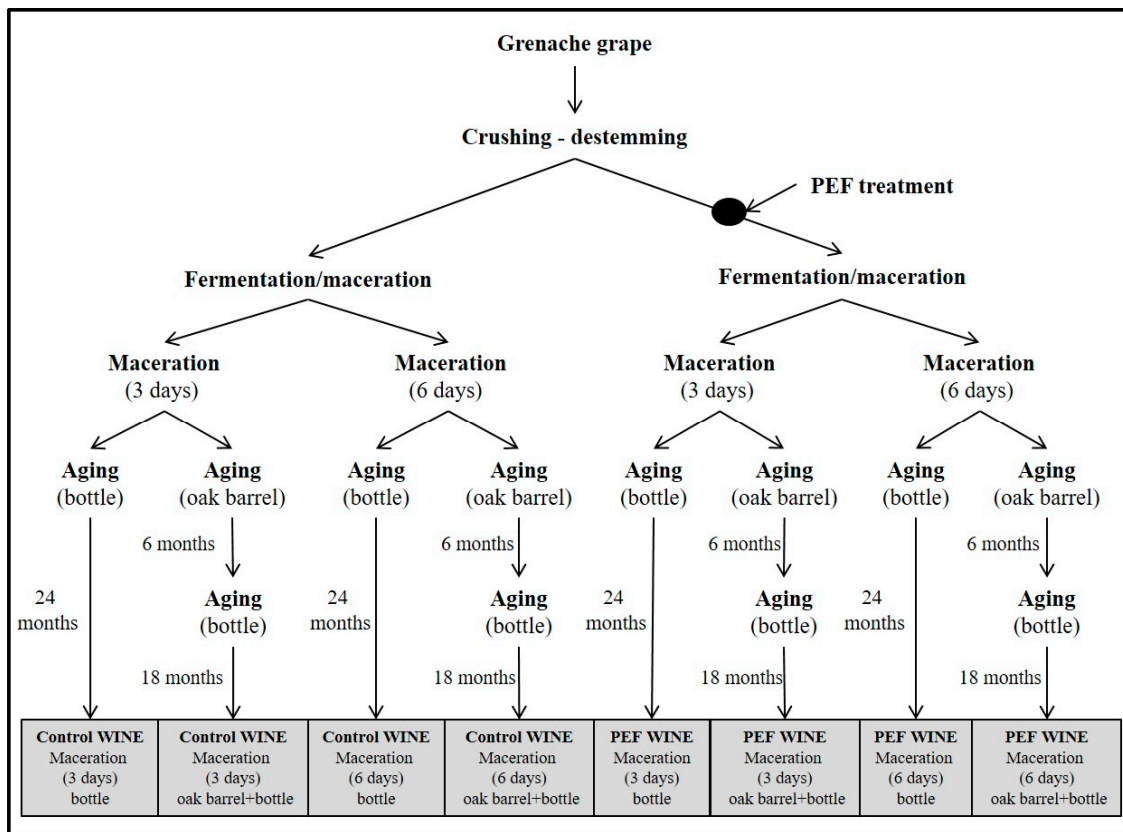 Grenache grape
Crushing - destemming
PEF treatment
Fermentation/maceration
Fermentation/maceration
Maceration
(3 days)
Maceration
(6 days)
Maceration
(3 days)
Maceration
(6 days)
Aging
(bottle)
Aging
(oak barrel)
Aging
(bottle)
Aging
(oak barrel)
Aging
(bottle)
Aging
(oak barrel)
Aging
(bottle)
Aging
(oak barrel)
6 months
6 months
6 months
6 months
24
months
Aging
(bottle)
24
months
Aging
(bottle)
24
months
Aging
(bottle)
24
months
Aging
(bottle)
18 months
18 months
18 months
18 months
Control WINE
Maceration
(3 days)
bottle
Control WINE
Maceration
(3 days)
oak barrel+bottle
Control WINE
Maceration
(6 days)
bottle
Control WINE
Maceration
(6 days)
oak barrel+bottle
PEF WINE
Maceration
(3 days)
bottle
PEF WINE
Maceration
(3 days)
oak barrel+bottle
PEF WINE
Maceration
(6 days)
bottle
PEF WINE
Maceration
(6 days)
oak barrel+bottle